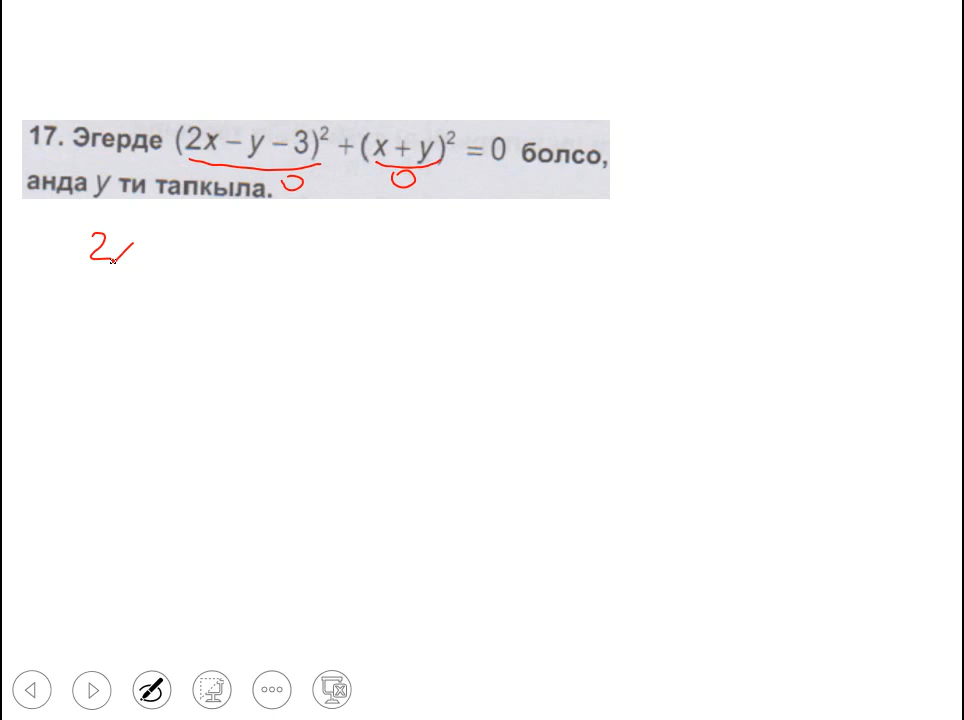 17. Эгерде (2x − y − 3)² + (x + y)² = 0 болсо,
анда y ти тапкыла.
0 0
2